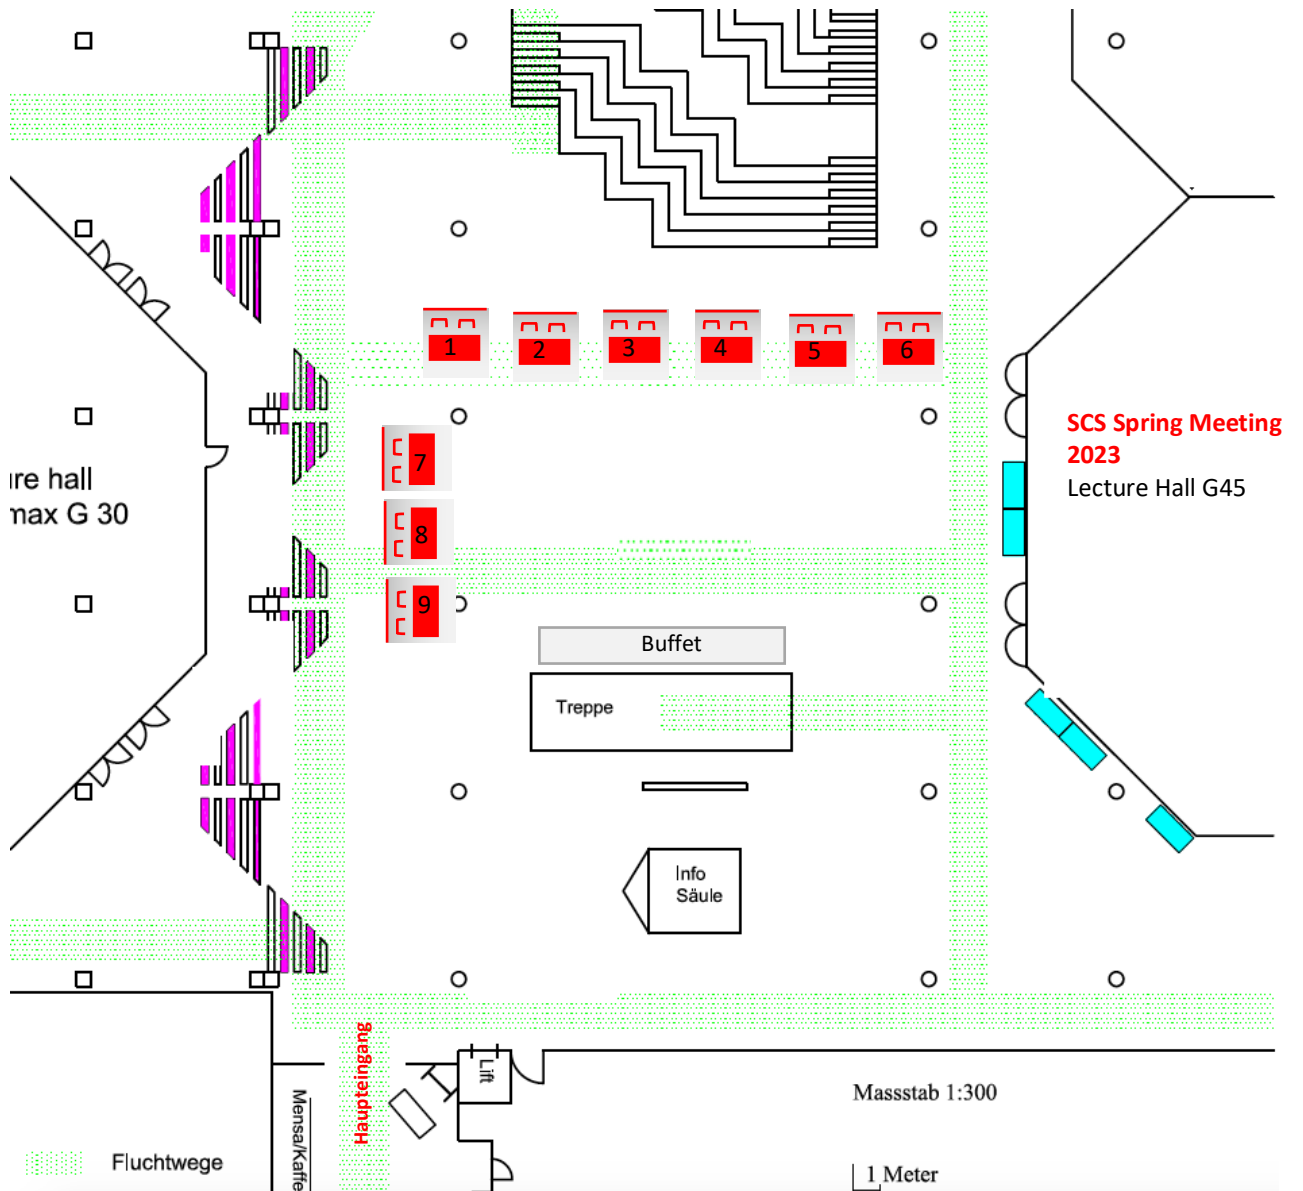 1
2
3
4
5
6
7
8
9
SCS Spring Meeting
2023
Lecture Hall G45
ure hall
max G 30
Buffet
Treppe
Info
Säule
Haupteingang
Lift
Mensa/Kaffe
Massstab 1:300
Fluchtwege
1 Meter